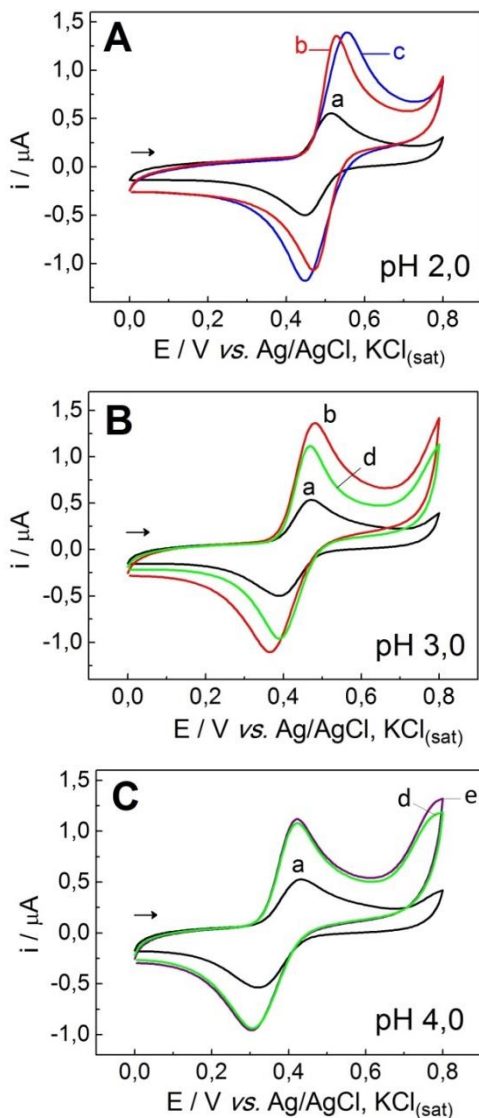 A
1,5
1,0
0,5
0,0
-0,5
-1,0
i / μA
b
c
a
→
pH 2,0
0,0 0,2 0,4 0,6 0,8
E / V vs. Ag/AgCl, KCl(sat)
B
1,5
1,0
0,5
0,0
-0,5
-1,0
i / μA
b
d
a
→
pH 3,0
0,0 0,2 0,4 0,6 0,8
E / V vs. Ag/AgCl, KCl(sat)
C
1,5
1,0
0,5
0,0
-0,5
-1,0
i / μA
d e
a
→
pH 4,0
0,0 0,2 0,4 0,6 0,8
E / V vs. Ag/AgCl, KCl(sat)